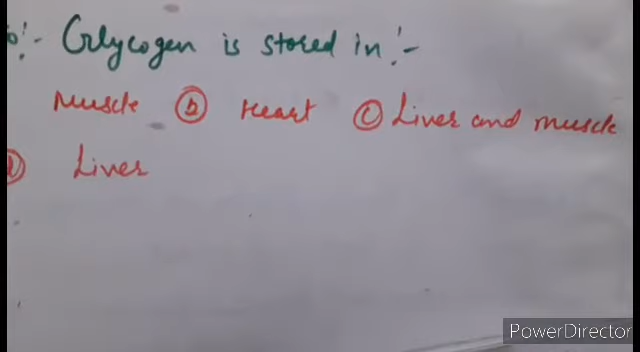 Glycogen is stored in:-
Muscle (b) Heart (c) Liver and muscle
(d) Liver
PowerDirector